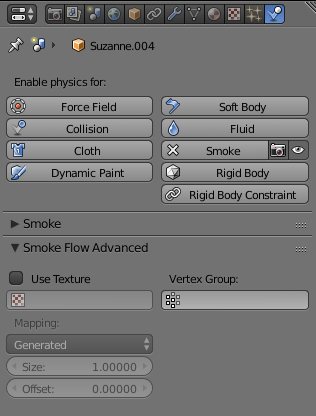 Suzanne.004
Enable physics for:
Force Field
Soft Body
Collision
Fluid
Cloth
Smoke
Dynamic Paint
Rigid Body
Rigid Body Constraint
Smoke
Smoke Flow Advanced
Use Texture
Vertex Group:
Mapping:
Generated
Size: 1.00000
Offset: 0.00000